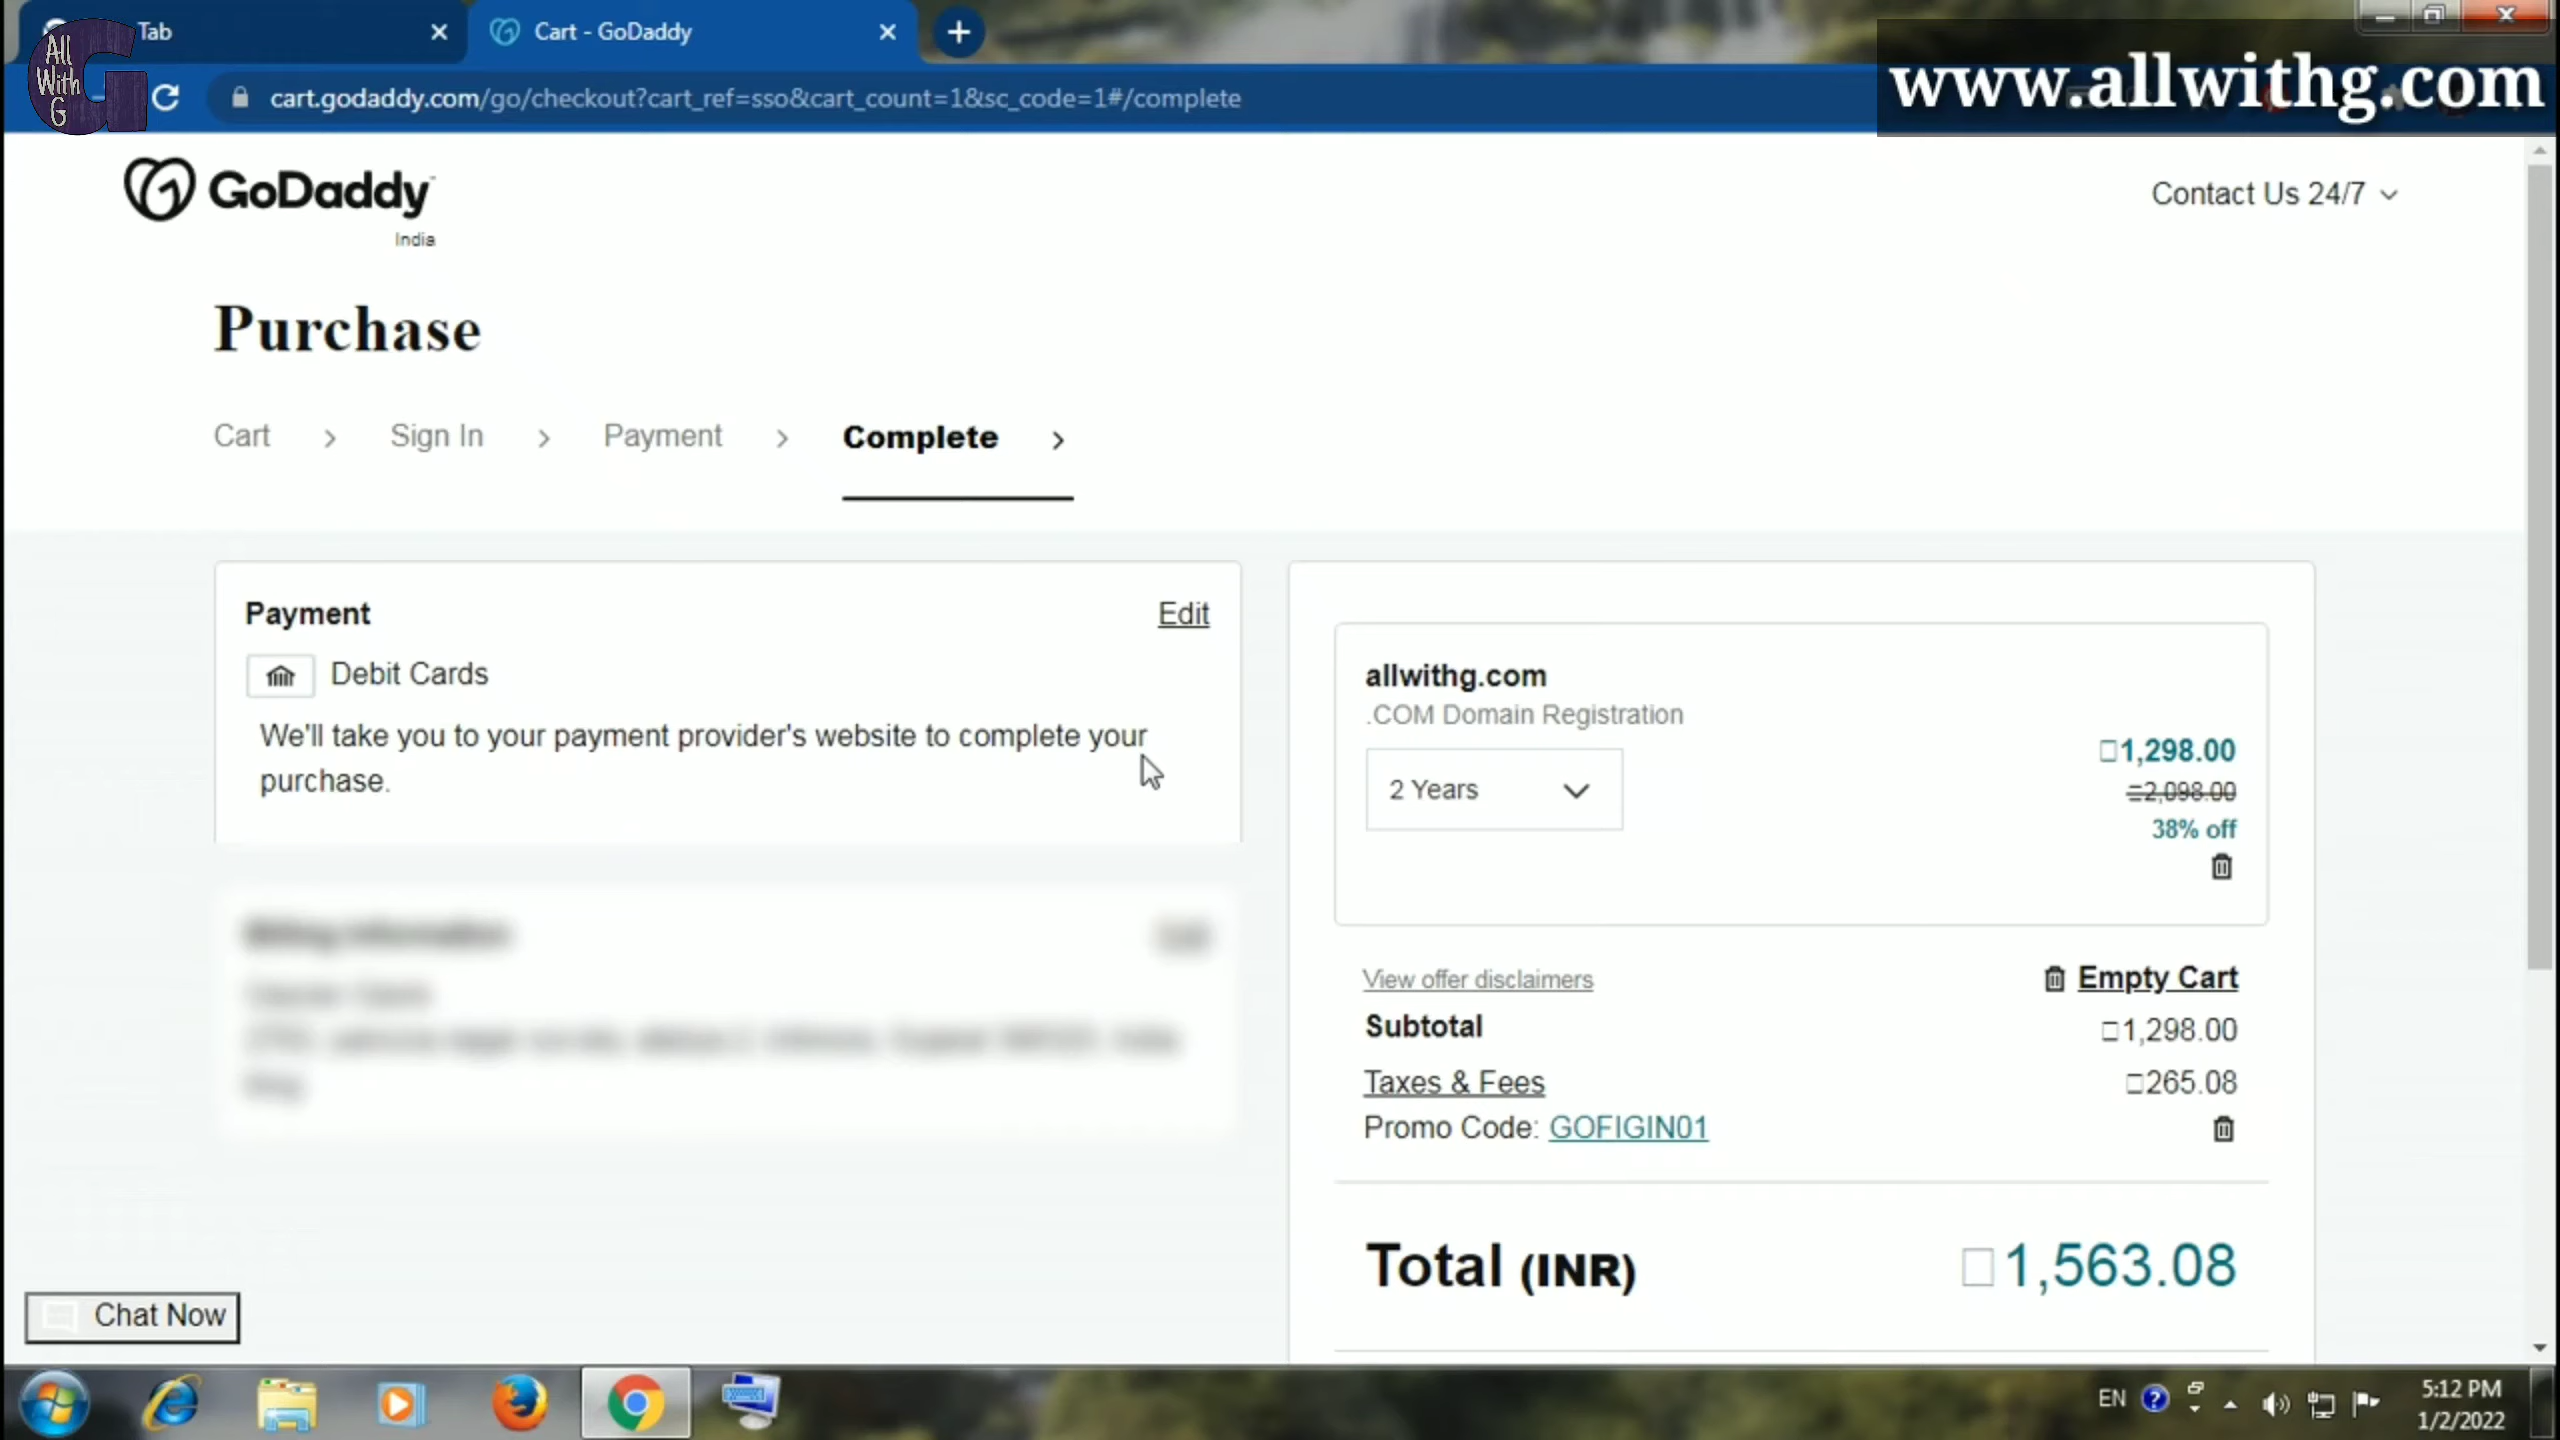 Tab
Cart - GoDaddy
All
With
G
cart.godaddy.com/go/checkout?cart_ref=sso&cart_count=1&sc_code=1#/complete
www.allwithg.com
GoDaddy
India
Contact Us 24/7
Purchase
Cart
Sign In
Payment
Complete
Payment
Edit
Debit Cards
We'll take you to your payment provider's website to complete your
purchase.
allwithg.com
.COM Domain Registration
2 Years
1,298.00
2,098.00
38% off
View offer disclaimers
Empty Cart
Subtotal
1,298.00
Taxes & Fees
265.08
Promo Code: GOFIGIN01
Total (INR)
1,563.08
Chat Now
EN
5:12 PM
1/2/2022